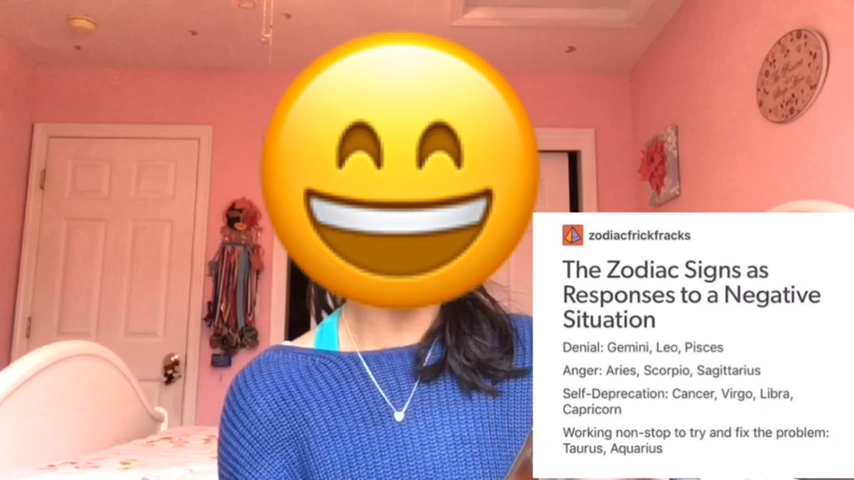 zodiacfrickfracks
The Zodiac Signs as
Responses to a Negative
Situation
Denial: Gemini, Leo, Pisces
Anger: Aries, Scorpio, Sagittarius
Self-Deprecation: Cancer, Virgo, Libra,
Capricorn
Working non-stop to try and fix the problem:
Taurus, Aquarius